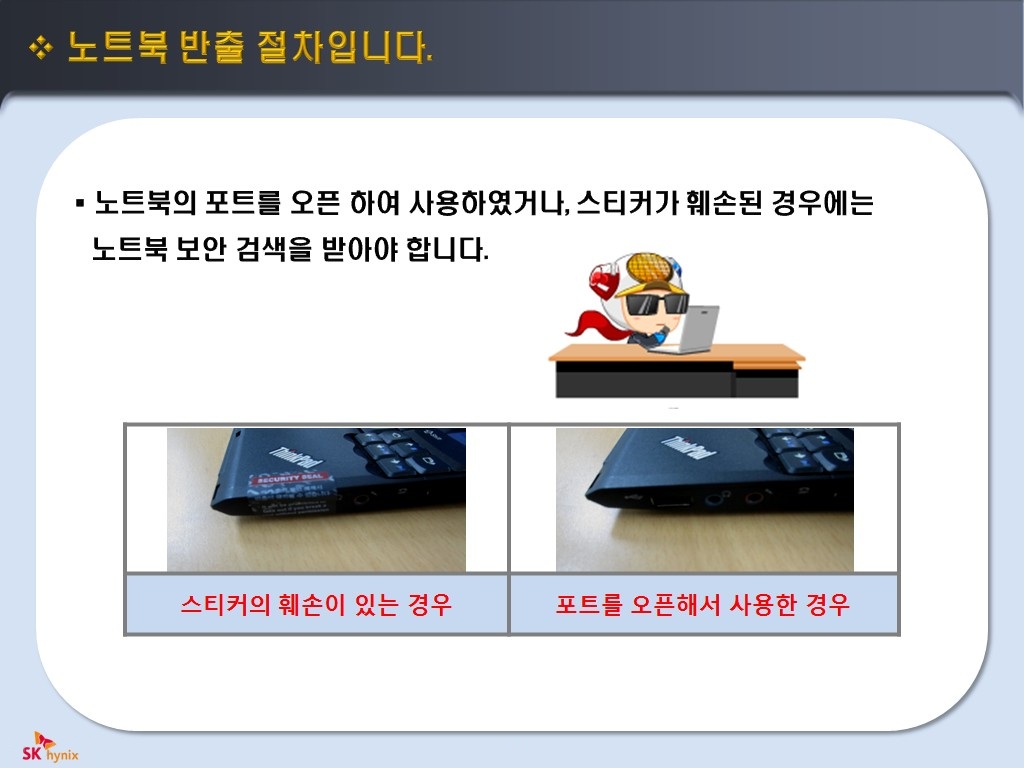 ❖ 노트북 반출 절차입니다.
▪ 노트북의 포트를 오픈 하여 사용하였거나, 스티커가 훼손된 경우에는
노트북 보안 검색을 받아야 합니다.
ThinkPad
SECURITY SEAL
ThinkPad
스티커의 훼손이 있는 경우
포트를 오픈해서 사용한 경우
SK hynix